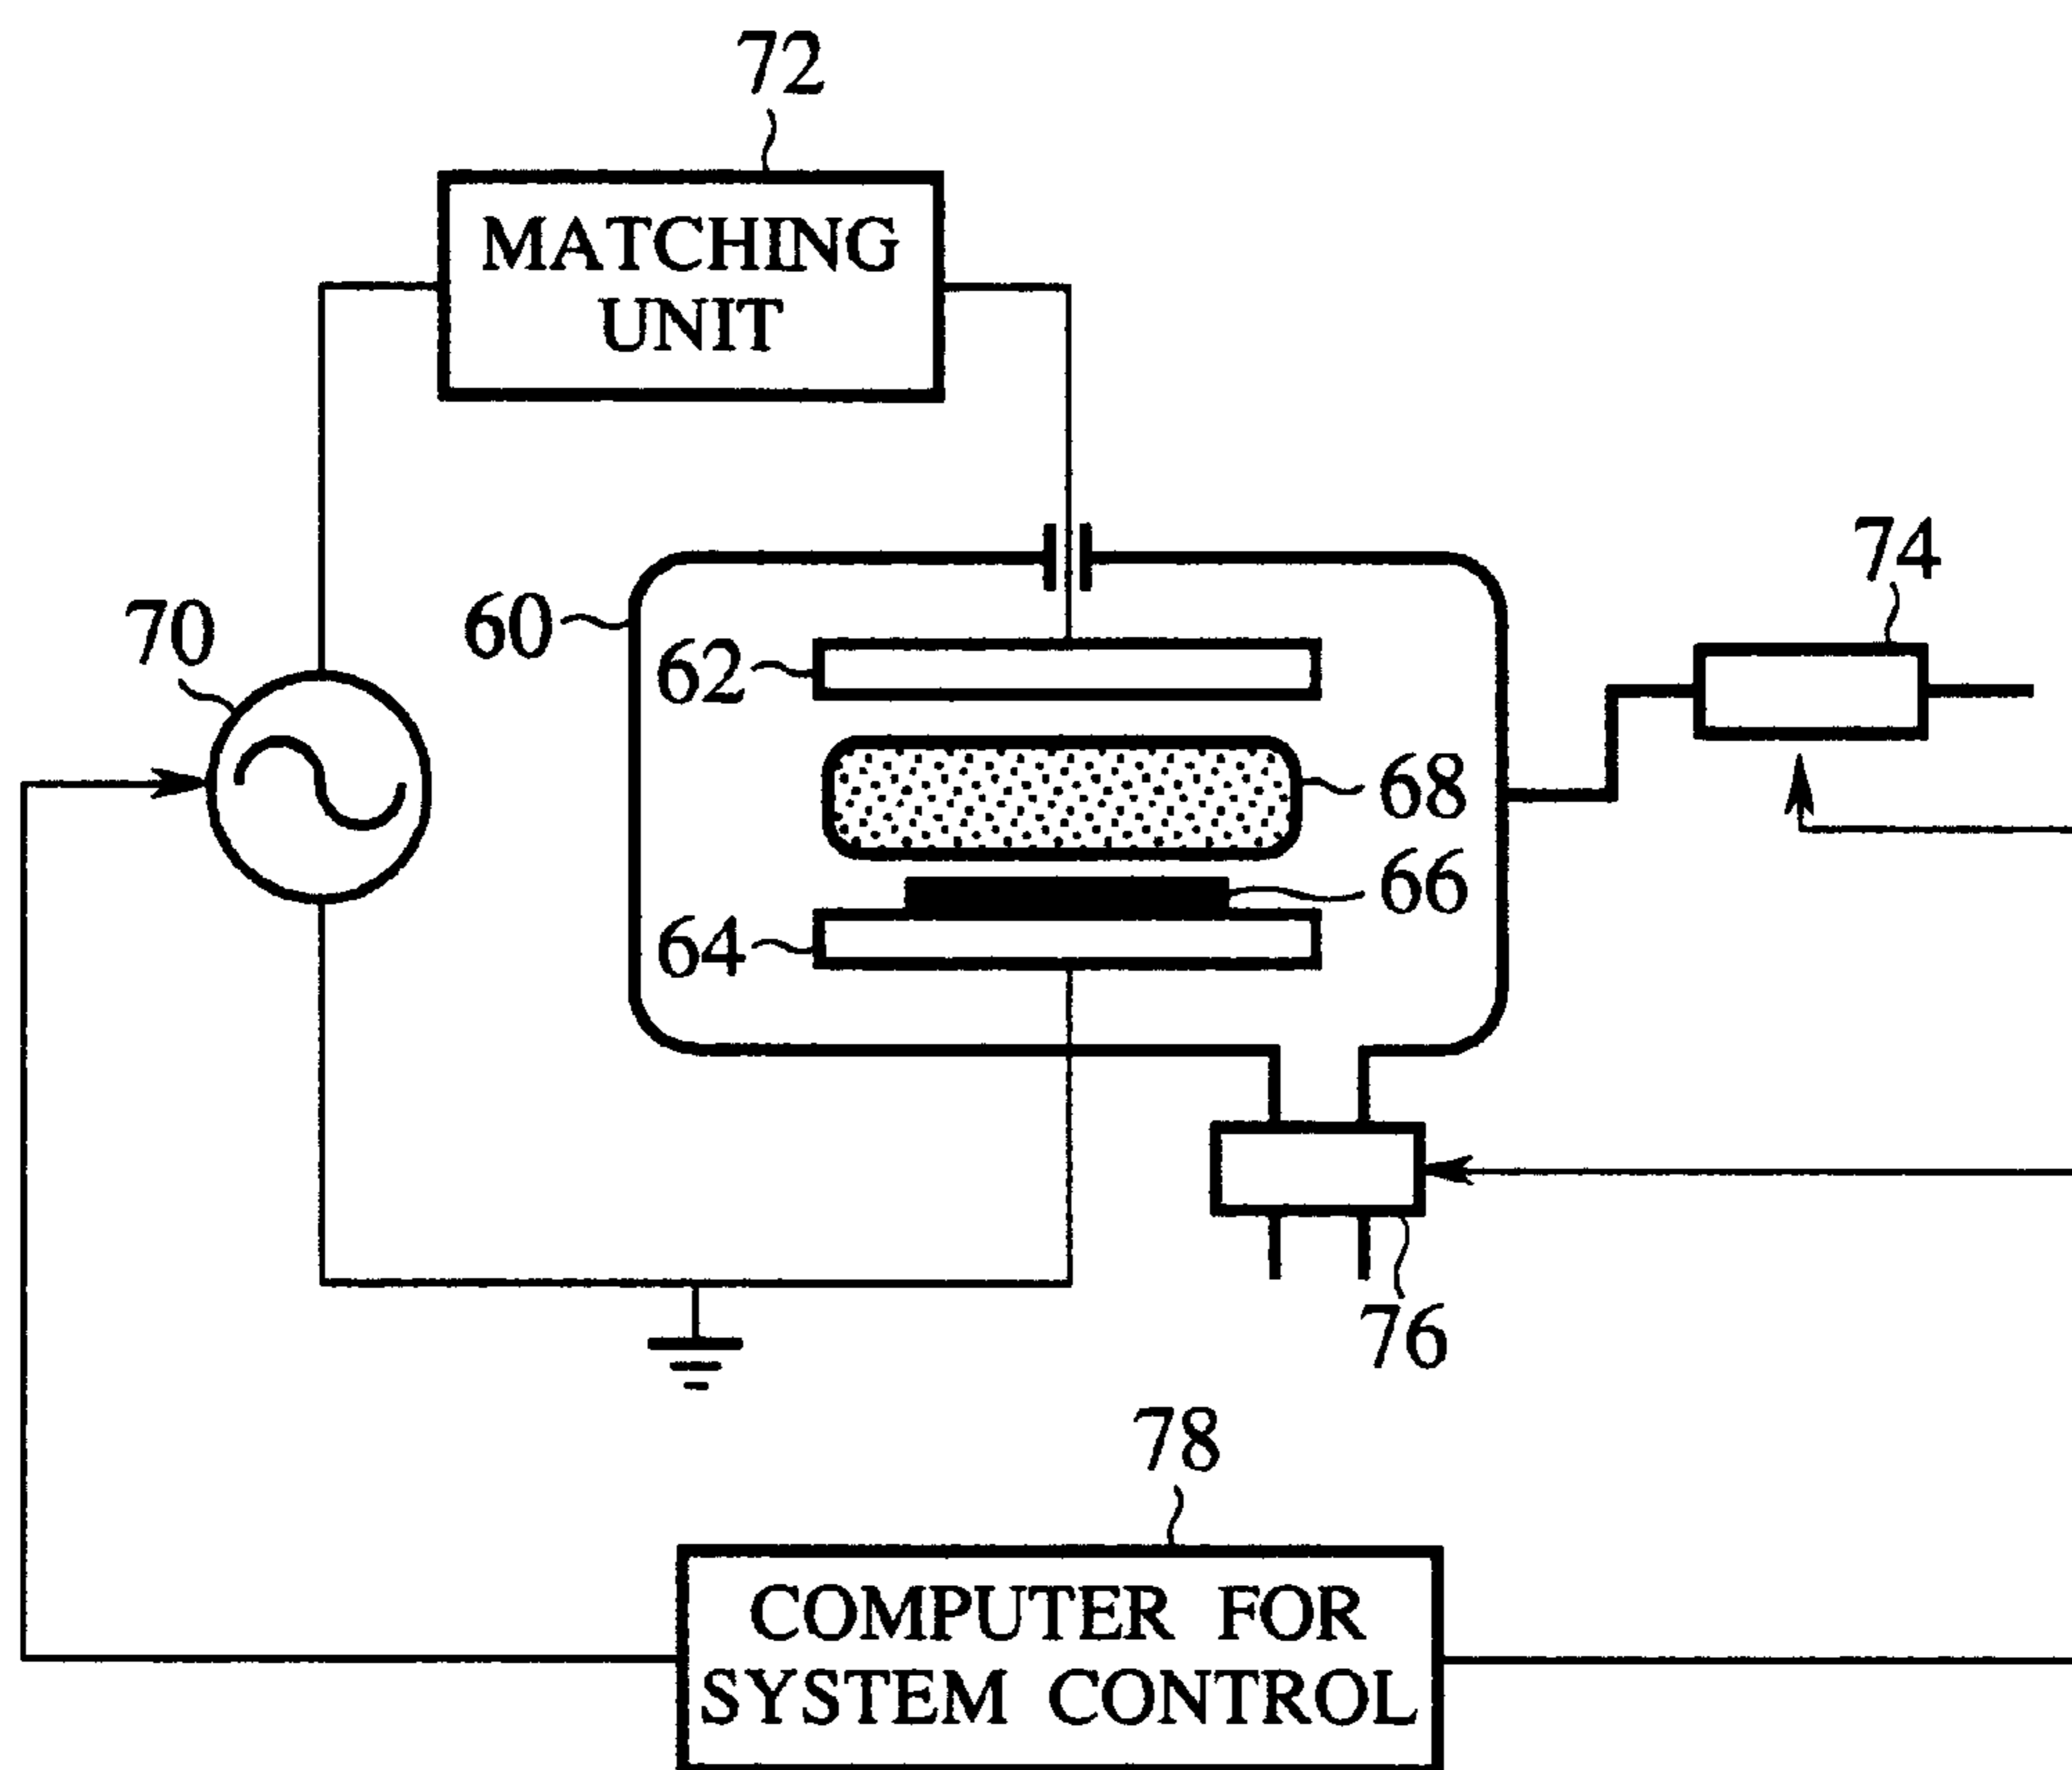 72
MATCHING
UNIT
74
70
60
62
68
66
64
76
78
COMPUTER FOR
SYSTEM CONTROL